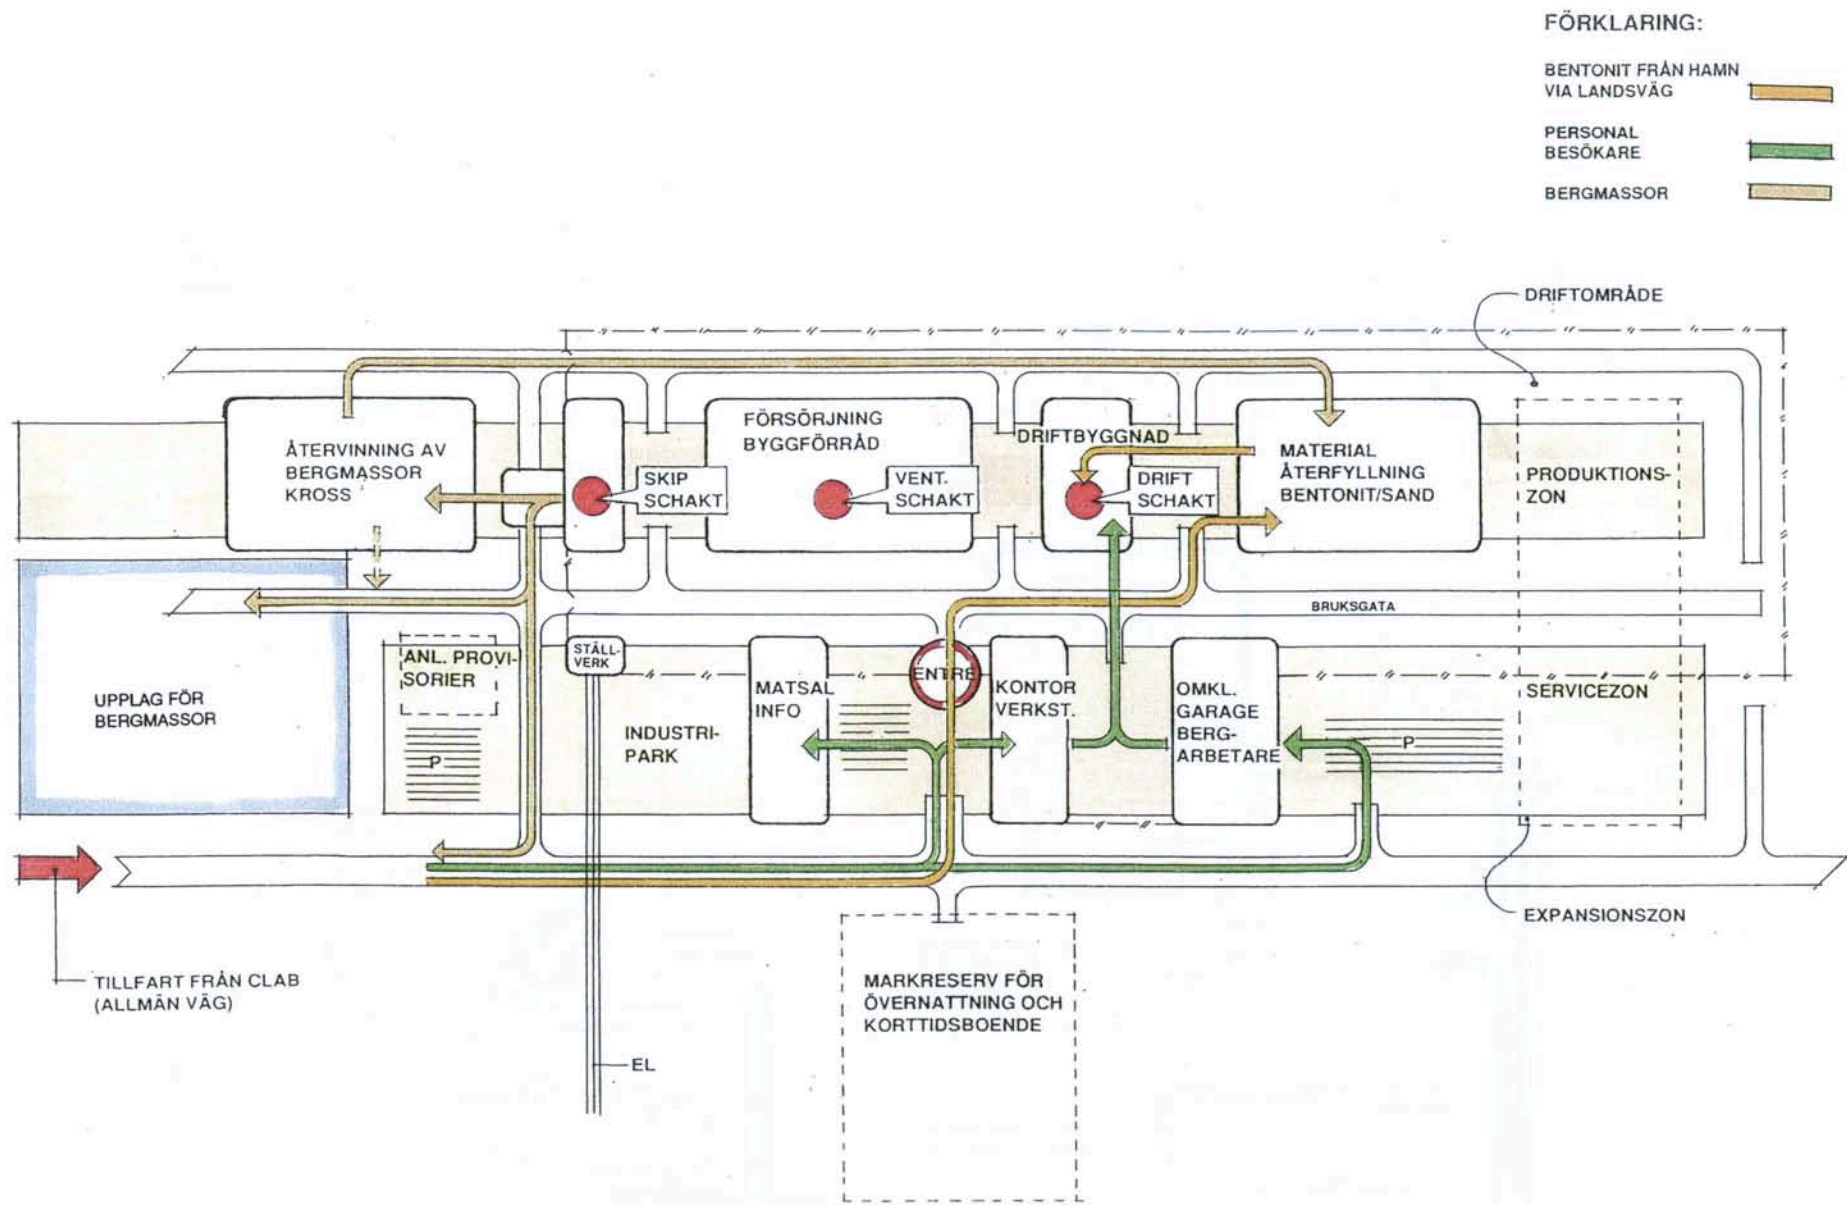 FÖRKLARING:
BENTONIT FRÅN HAMN
VIA LANDSVÄG
PERSONAL
BESÖKARE
BERGMASSOR
DRIFTOMRÅDE
ÅTERVINNING AV
BERGMASSOR
KROSS
SKIP
SCHAKT
FÖRSÖRJNING
BYGGFÖRRÅD
VENT.
SCHAKT
DRIFTBYGGNAD
DRIFT
SCHAKT
MATERIAL
ÅTERFYLLNING
BENTONIT/SAND
PRODUKTIONS-
ZON
BRUKSGATA
UPPLAG FÖR
BERGMASSOR
ANL. PROVI-
SORIER
P
STÄLL-
VERK
INDUSTRI-
PARK
MATSAL
INFO
ENTRÉ
KONTOR
VERKST.
OMKL.
GARAGE
BERG-
ARBETARE
P
SERVICEZON
EXPANSIONSZON
TILLFART FRÅN CLAB
(ALLMÄN VÄG)
EL
MARKRESERV FÖR
ÖVERNATTNING OCH
KORTTIDSBOENDE